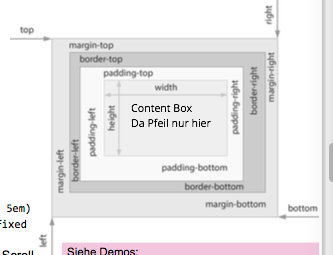 right
top
margin-top
border-top
padding-top
width
Content Box
Da Pfeil nur hier
height
padding-left
border-left
margin-left
padding-right
border-right
margin-right
padding-bottom
border-bottom
margin-bottom
5em)
fixed
bottom
left
Scroll
Siehe Demos: